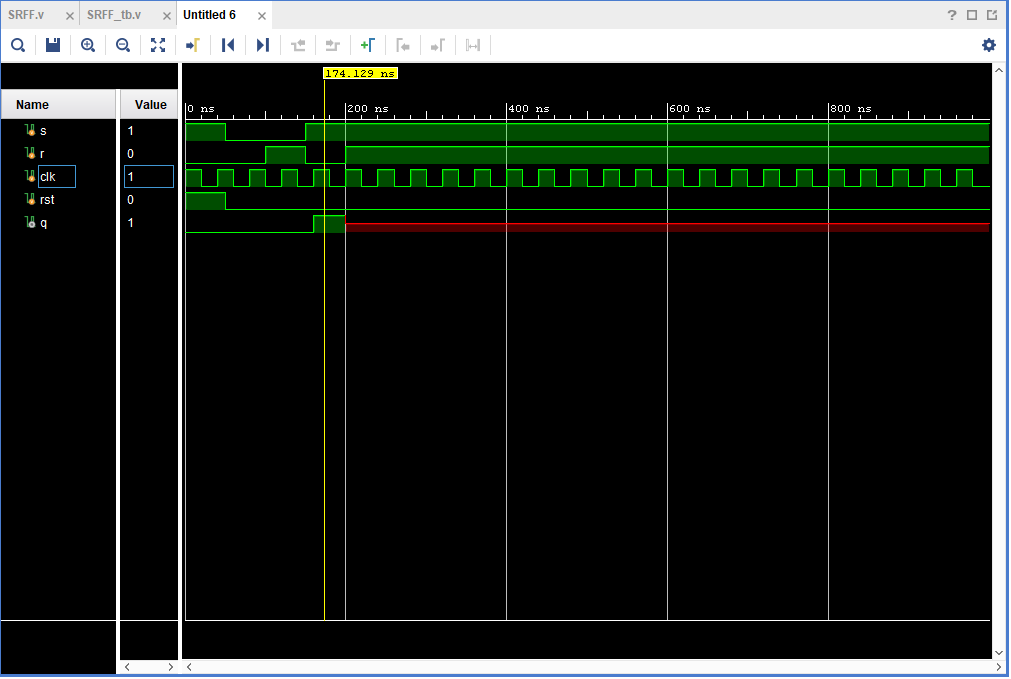 SRFF.v × SRFF_tb.v × Untitled 6 × ?
174.129 ns
Name Value
0 ns 200 ns 400 ns 600 ns 800 ns
s 1
r 0
clk 1
rst 0
q 1